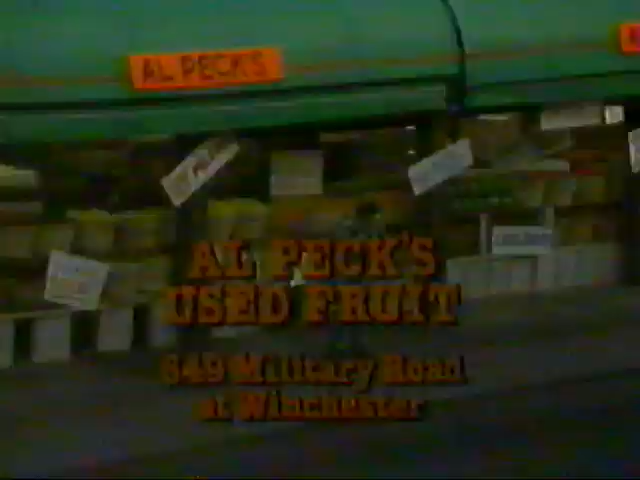 AL PECK'S
AL PECK'S
USED FRUIT
649 Military Road
at Winchester